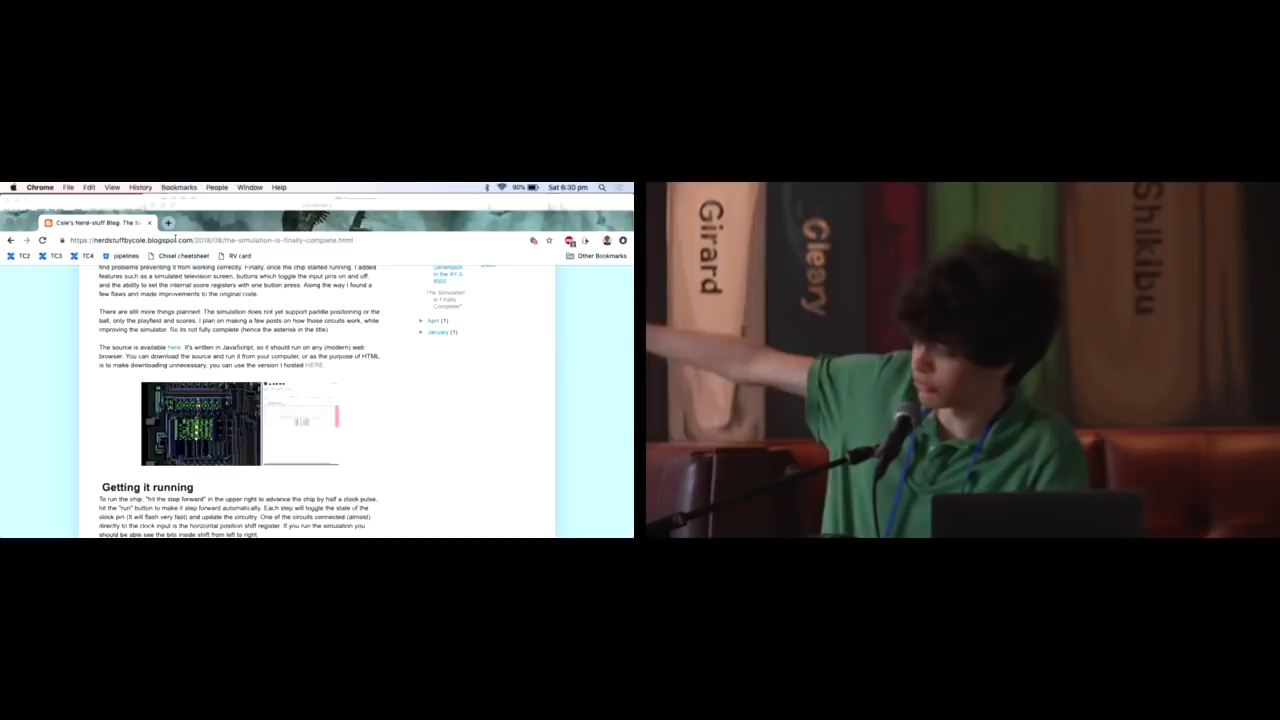 Chrome File Edit View History Bookmarks People Window Help
90% Sat 6:30 pm
Cole's Nerd-stuff Blog: The Si
https://nerdstuffbycole.blogspot.com/2018/08/the-simulation-is-finally-complete.html
TC2 TC3 TC4 pipelines Chisel cheetsheet RV card Other Bookmarks
find problems preventing it from working correctly. Finally, once the chip started running, I added
features such as a simulated television screen, buttons which toggle the input pins on and off,
and the ability to set the internal score registers with one button press. Along the way I found a
few flaws and made improvements to the original code.
There are still more things planned. The simulation does not yet support paddle positioning or the
ball, only the playfield and scores. I plan on making a few posts on how those circuits work, while
improving the simulator. So its not fully complete (hence the asterisk in the title)
The source is available here. It's written in JavaScript, so it should run on any (modern) web
browser. You can download the source and run it from your computer, or as the purpose of HTML
is to make downloading unnecessary, you can use the version I hosted HERE.
Getting it running
To run the chip, "hit the step forward" in the upper right to advance the chip by half a clock pulse.
hit the "run" button to make it step forward automatically. Each step will toggle the state of the
clock pin (It will flash very fast) and update the circuitry. One of the circuits connected (almost)
directly to the clock input is the horizontal position shift register. If you run the simulation you
should be able see the bits inside shift from left to right.
Generation
in the AY-3-
8500
The Simulation
is Finally
Complete!*
► April (1)
► January (1)
Girard
Cleary
Shikibu